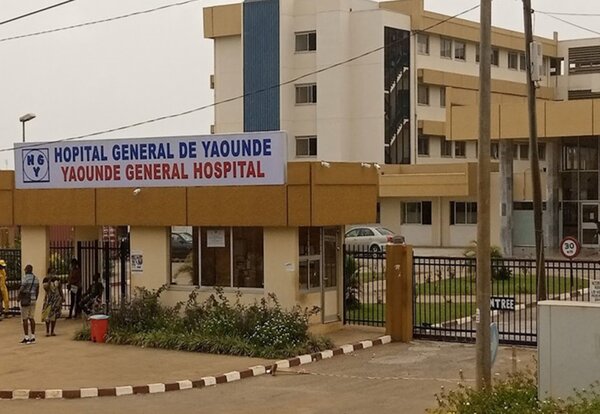 HGY
HOPITAL GENERAL DE YAOUNDE
YAOUNDE GENERAL HOSPITAL
30
ENTREE